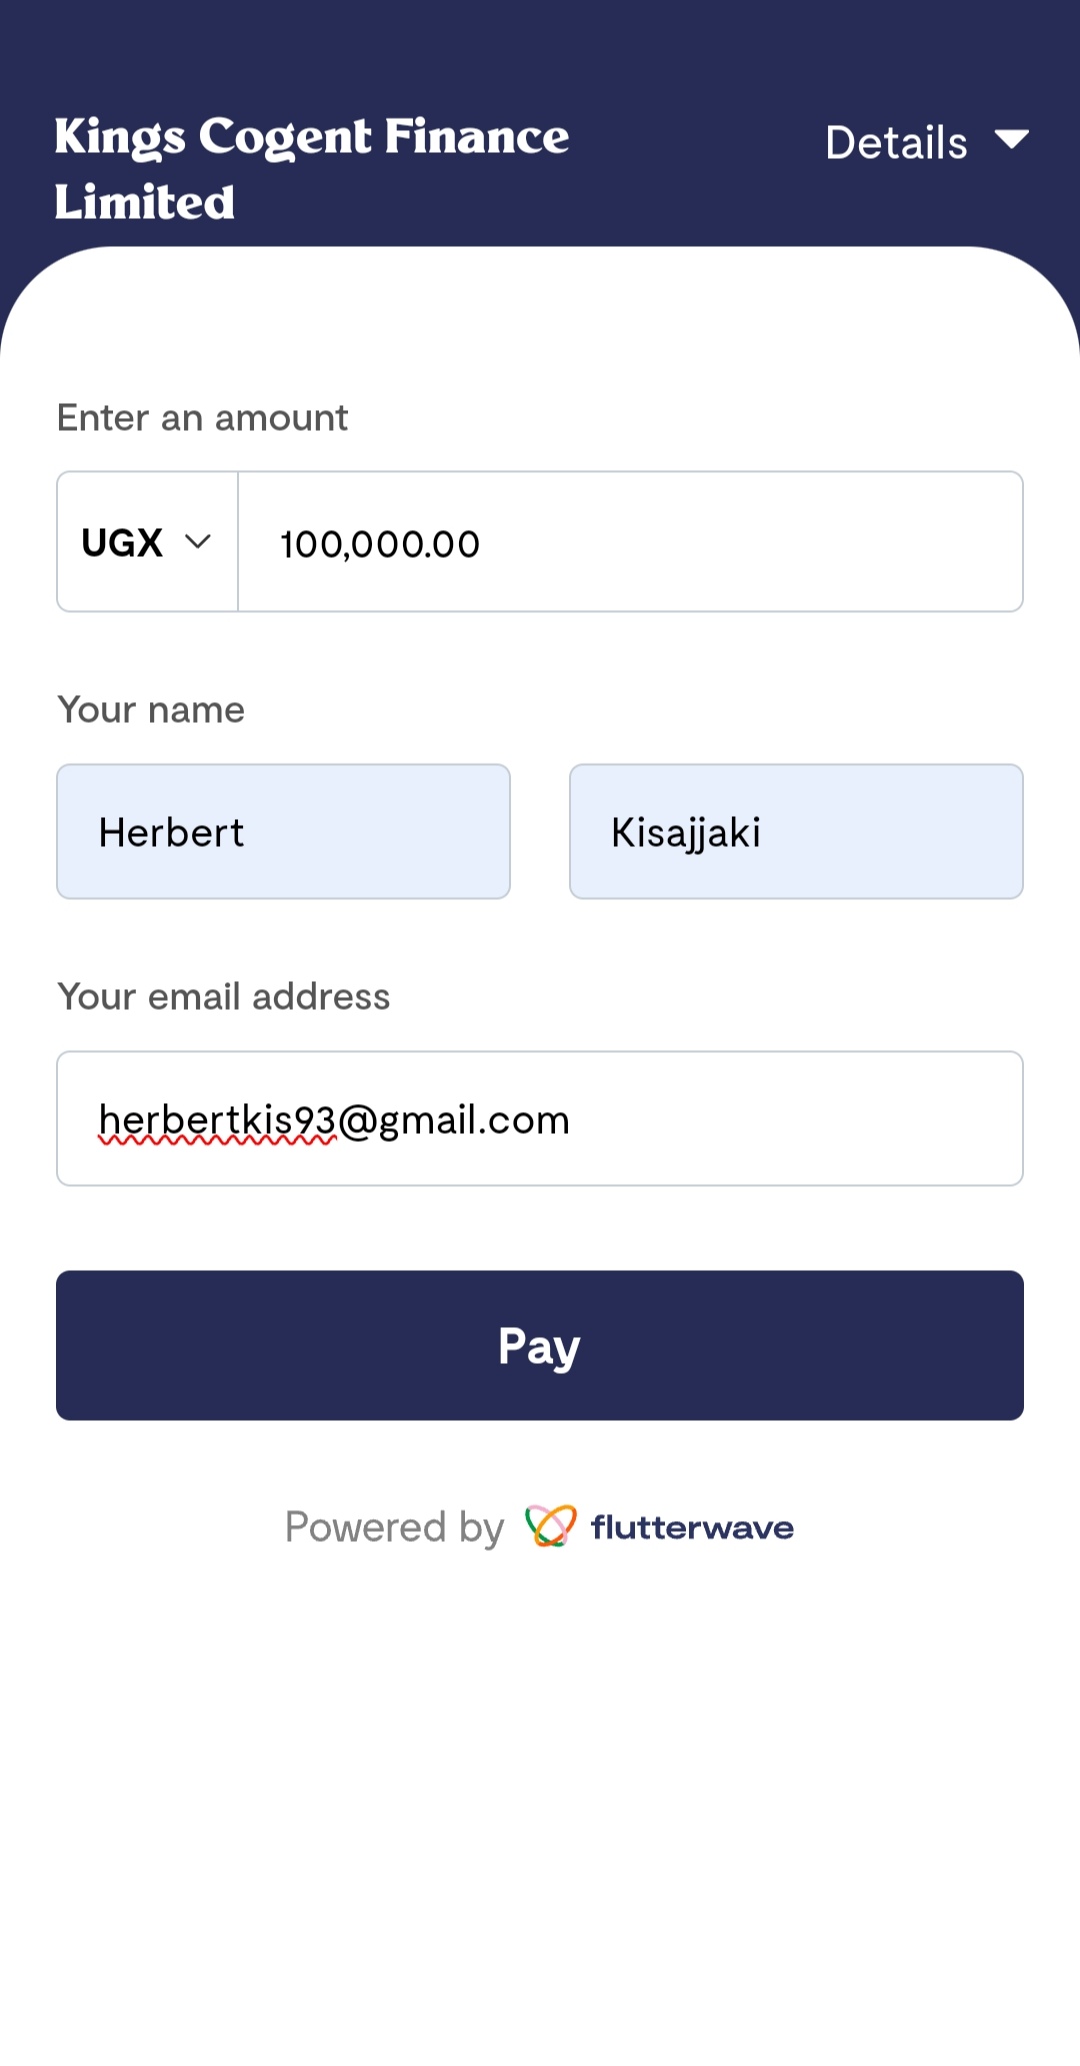 Kings Cogent Finance
Limited
Details
Enter an amount
UGX 100,000.00
Your name
Herbert Kisajjaki
Your email address
herbertkis93@gmail.com
Pay
Powered by flutterwave